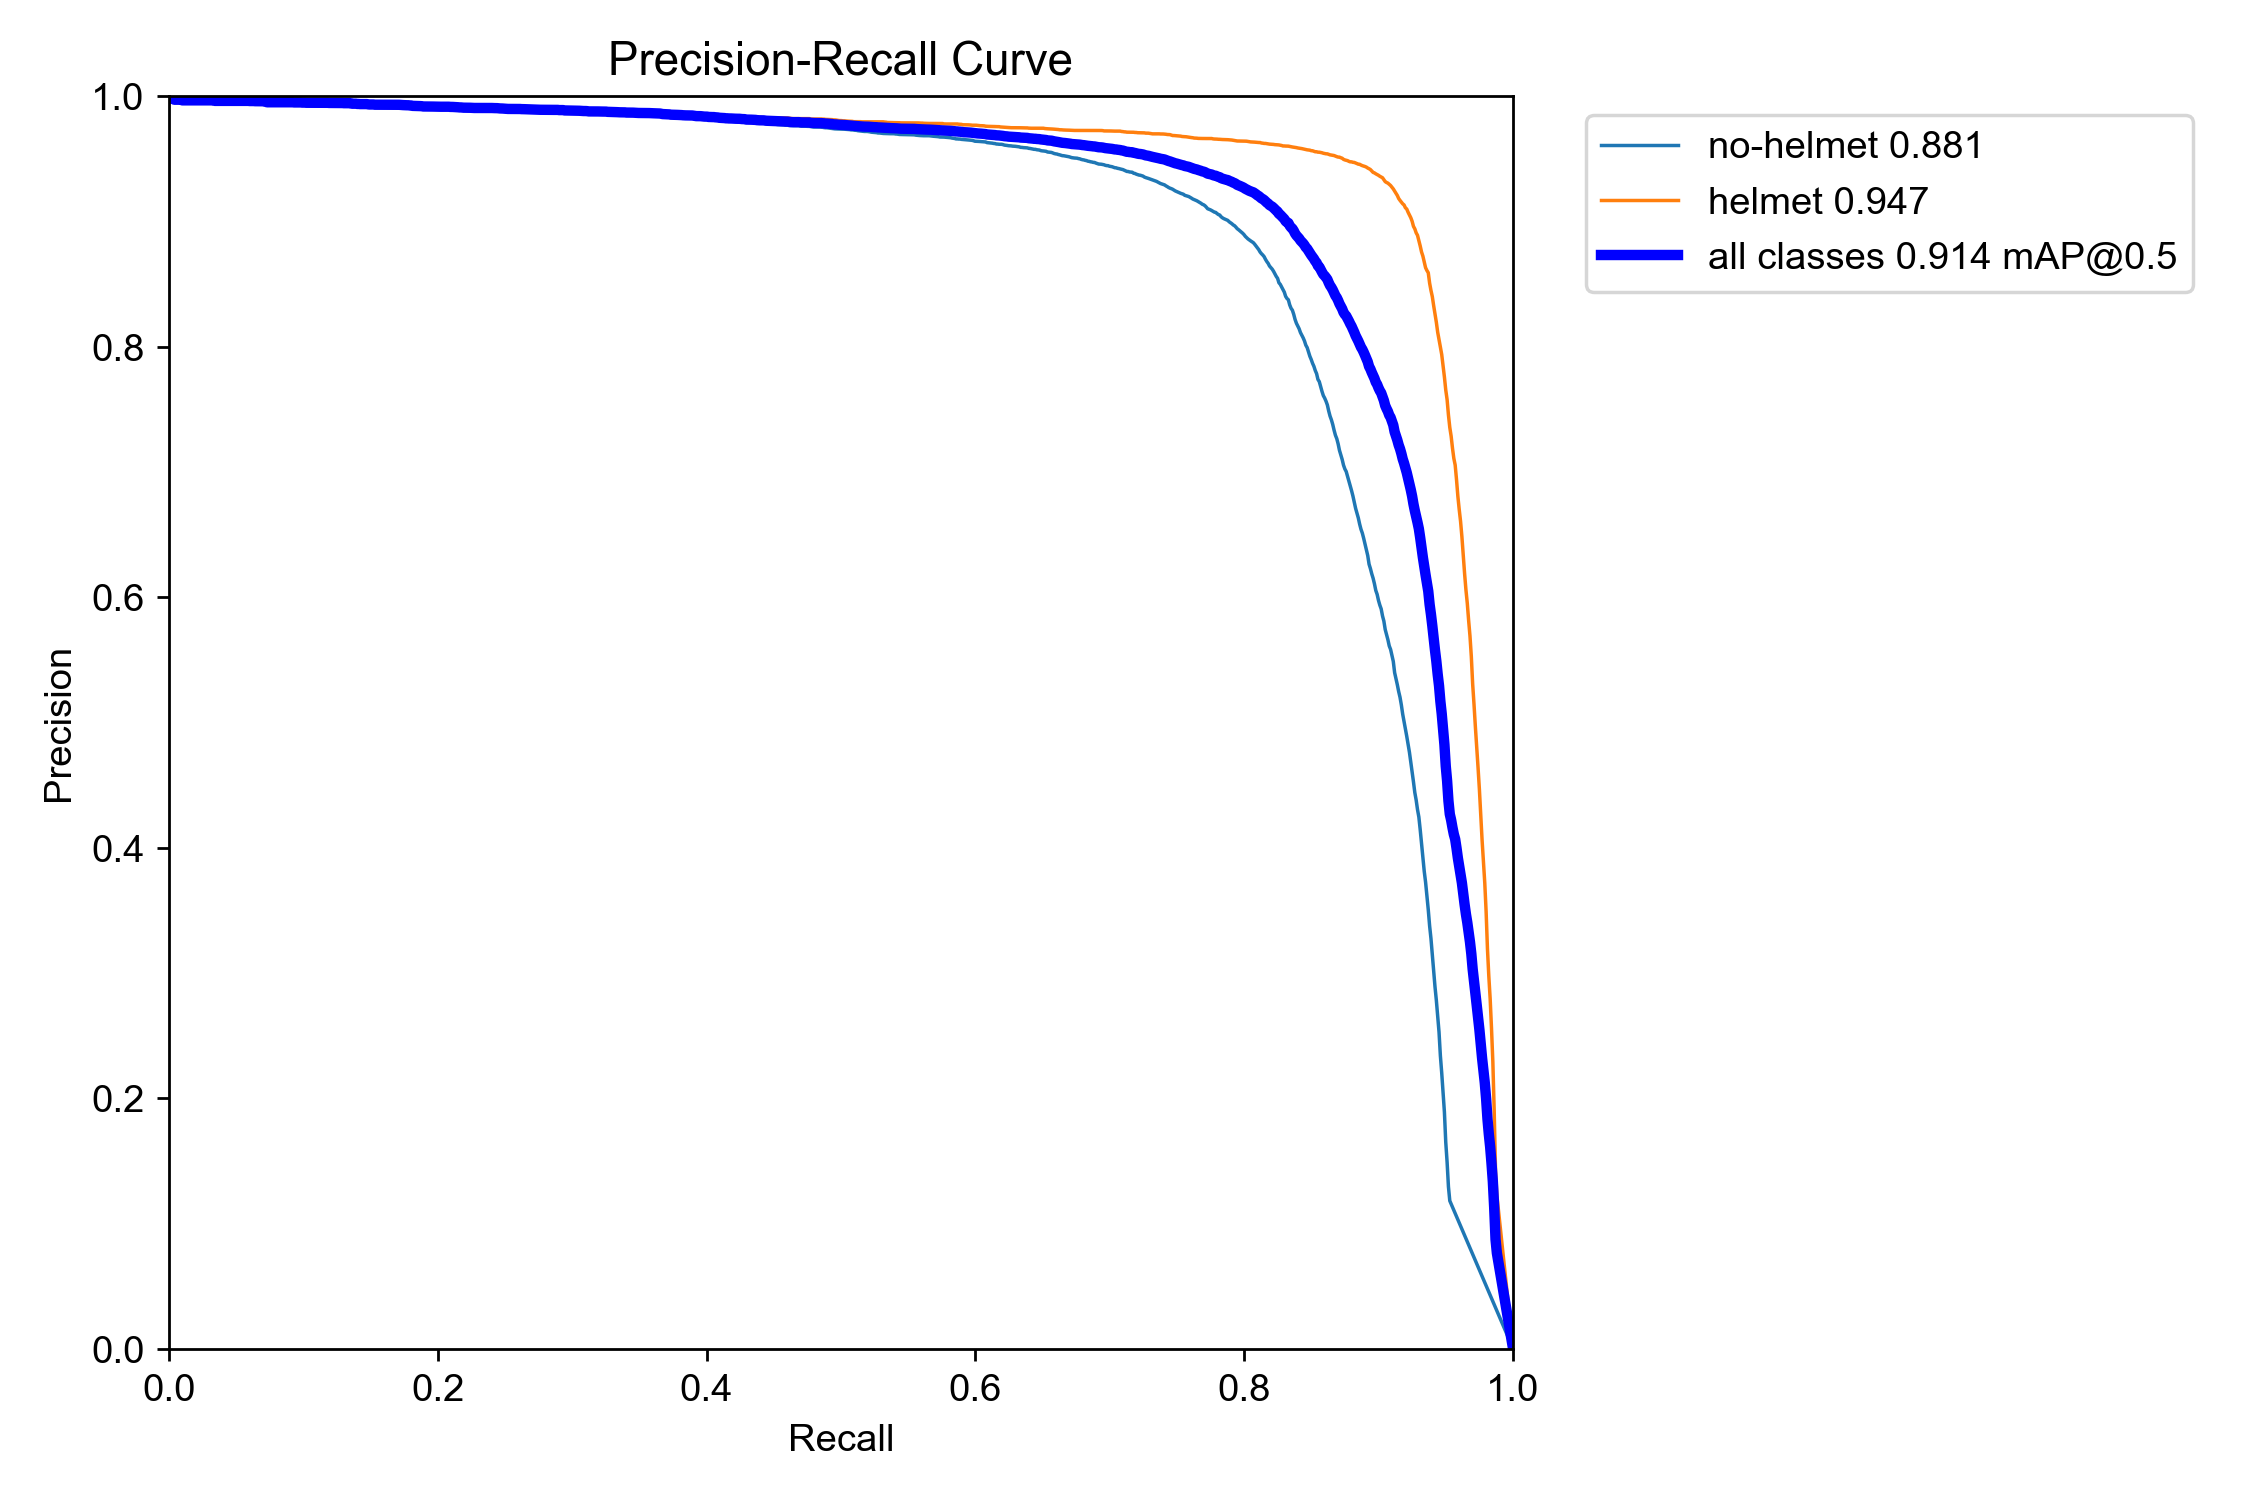 Precision-Recall Curve
1.0
0.8
0.6
0.4
0.2
0.0
Precision
0.0 0.2 0.4 0.6 0.8 1.0
Recall
no-helmet 0.881
helmet 0.947
all classes 0.914 mAP@0.5